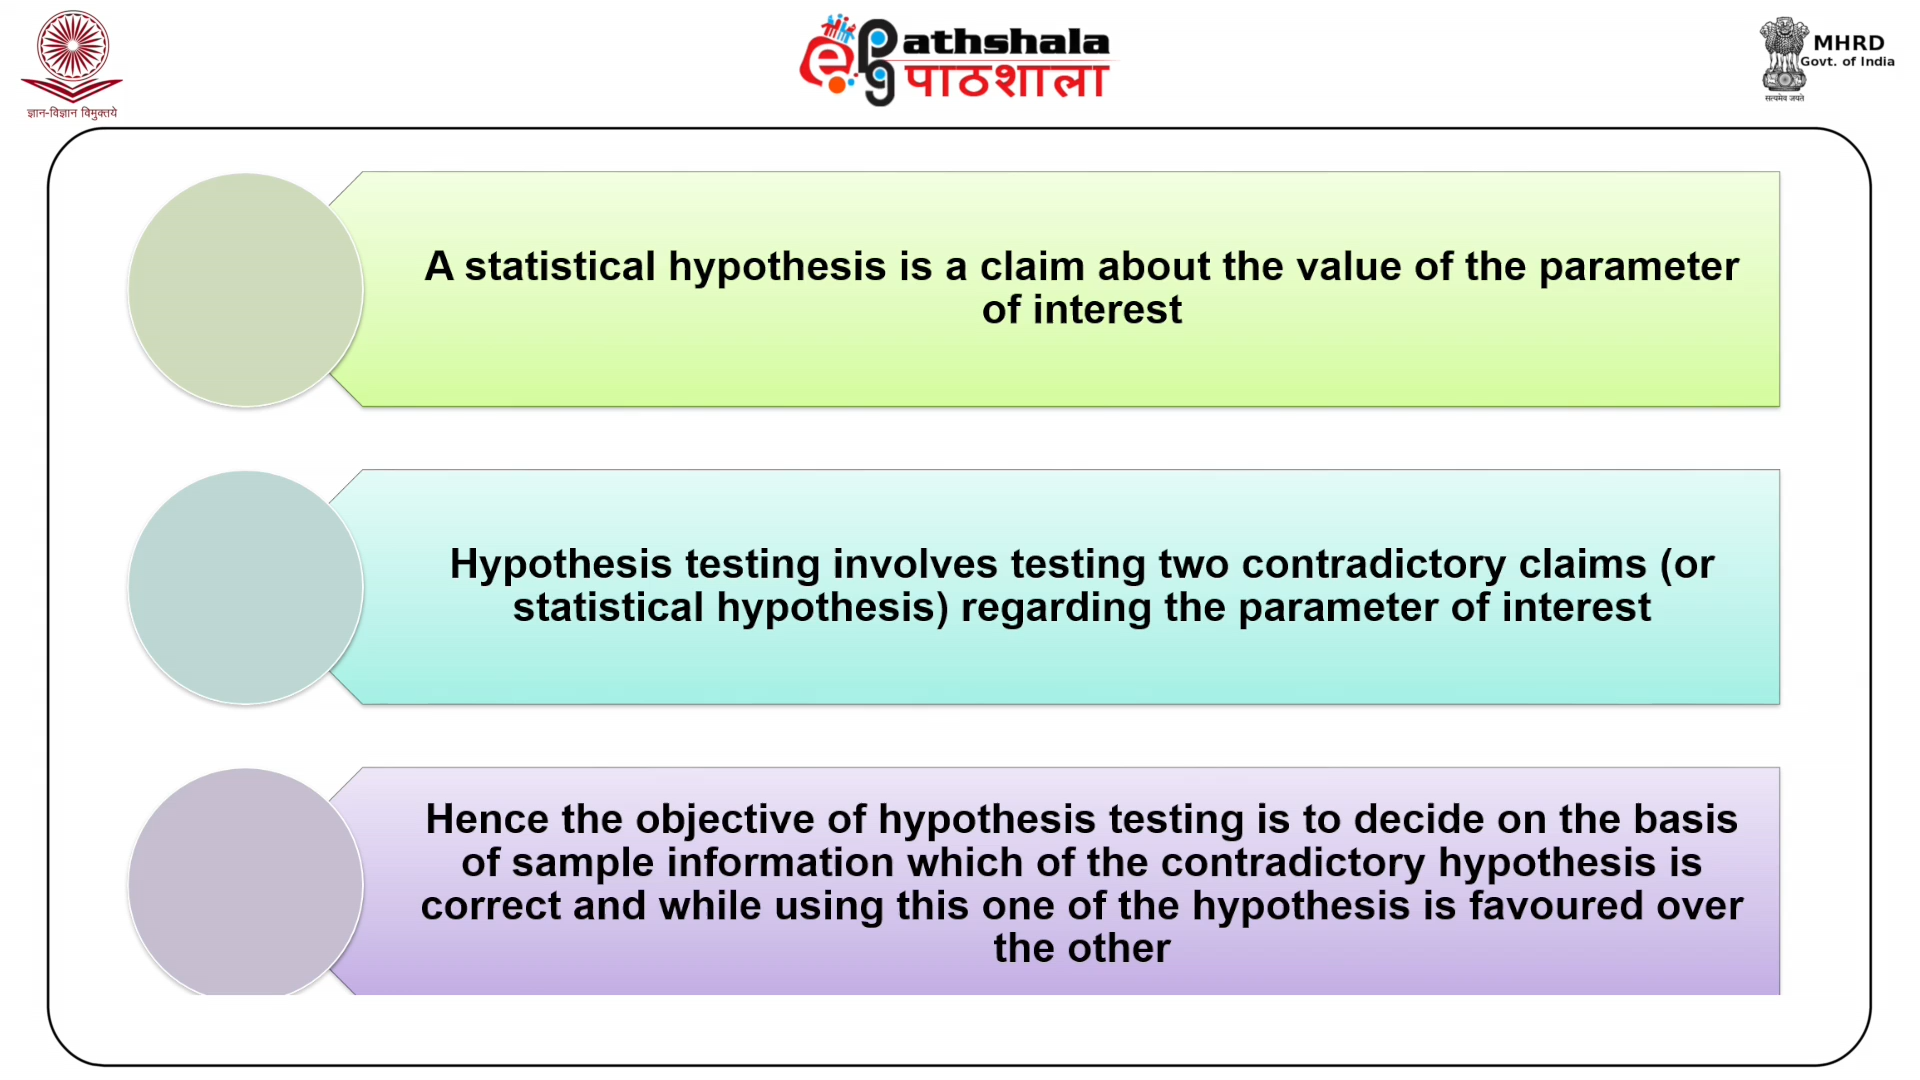 ज्ञान-विज्ञान विमुक्तये
e pg athshala
पाठशाला
MHRD
Govt. of India
सत्यमेव जयते
A statistical hypothesis is a claim about the value of the parameter
of interest
Hypothesis testing involves testing two contradictory claims (or
statistical hypothesis) regarding the parameter of interest
Hence the objective of hypothesis testing is to decide on the basis
of sample information which of the contradictory hypothesis is
correct and while using this one of the hypothesis is favoured over
the other